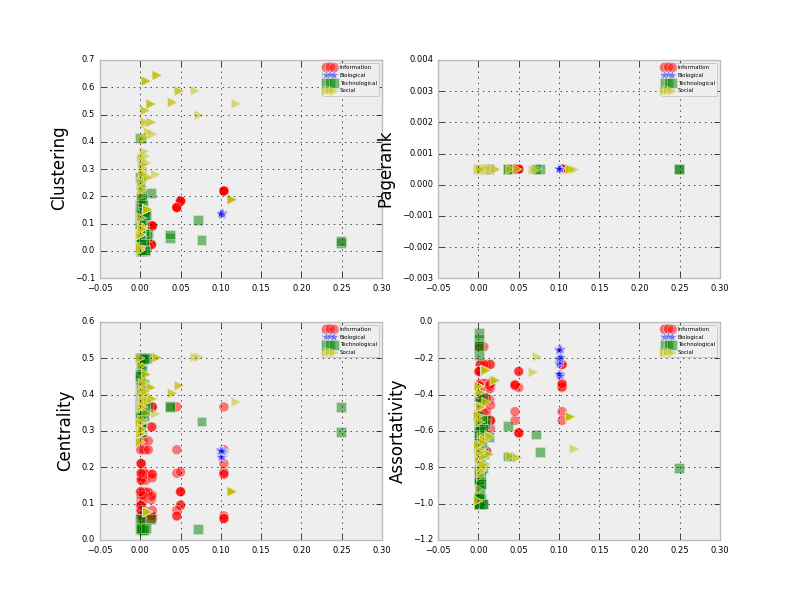 Clustering
0.7
0.6
0.5
0.4
0.3
0.2
0.1
0.0
−0.1
−0.05 0.00 0.05 0.10 0.15 0.20 0.25 0.30
Information
Biological
Technological
Social
Pagerank
0.004
0.003
0.002
0.001
0.000
−0.001
−0.002
−0.003
−0.05 0.00 0.05 0.10 0.15 0.20 0.25 0.30
Information
Biological
Technological
Social
Centrality
0.6
0.5
0.4
0.3
0.2
0.1
0.0
−0.05 0.00 0.05 0.10 0.15 0.20 0.25 0.30
Information
Biological
Technological
Social
Assortativity
0.0
−0.2
−0.4
−0.6
−0.8
−1.0
−1.2
−0.05 0.00 0.05 0.10 0.15 0.20 0.25 0.30
Information
Biological
Technological
Social